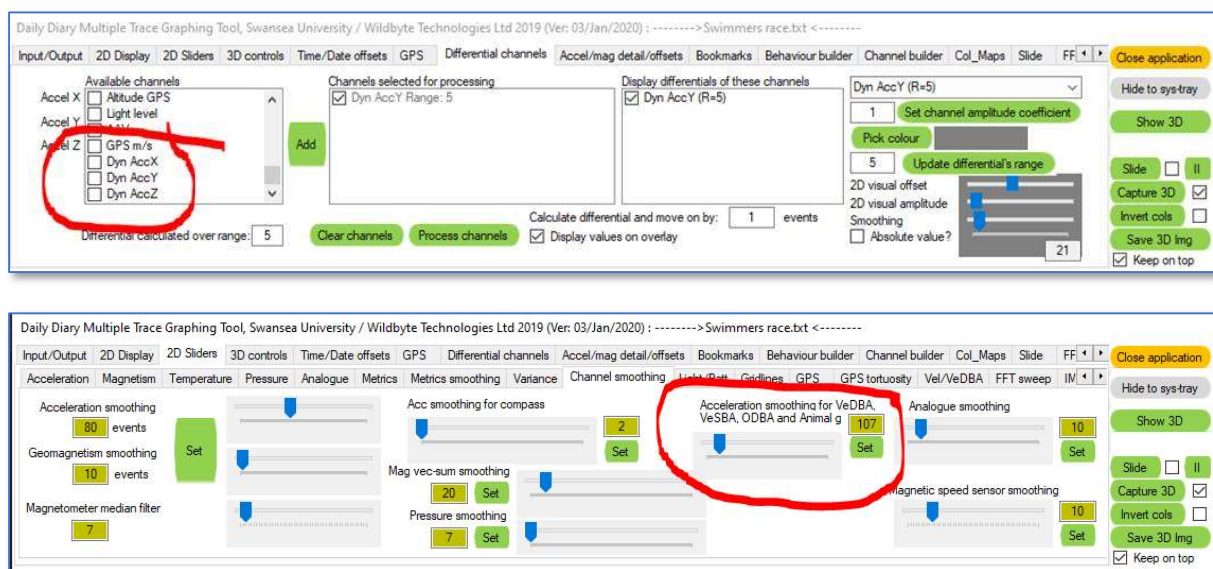 Daily Diary Multiple Trace Graphing Tool, Swansea University / Wildbyte Technologies Ltd 2019 (Ver: 03/Jan/2020) : -------->Swimmers race.txt <--------
Input/Output 2D Display 2D Sliders 3D controls Time/Date offsets GPS Differential channels Accel/mag detail/offsets Bookmarks Behaviour builder Channel builder Col_Maps Slide FF
Close application
Available channels Channels selected for processing Display differentials of these channels
Accel X Altitude GPS Dyn AccY Range: 5 Dyn AccY (R=5) Dyn AccY (R=5)
Hide to sys-tray
Accel Y Light level
1 Set channel amplitude coefficient
Show 3D
Accel Z GPS m/s
Add
Pick colour
Dyn AccX
5 Update differential's range
Dyn AccY
2D visual offset
Slide II
Dyn AccZ
2D visual amplitude
Capture 3D
Calculate differential and move on by: 1 events
Smoothing
Invert cols
Differential calculated over range: 5 Clear channels Process channels Display values on overlay
Absolute value?
21
Save 3D Img
Keep on top
Daily Diary Multiple Trace Graphing Tool, Swansea University / Wildbyte Technologies Ltd 2019 (Ver: 03/Jan/2020) : -------->Swimmers race.txt <--------
Input/Output 2D Display 2D Sliders 3D controls Time/Date offsets GPS Differential channels Accel/mag detail/offsets Bookmarks Behaviour builder Channel builder Col_Maps Slide FF
Close application
Acceleration Magnetism Temperature Pressure Analogue Metrics Metrics smoothing Variance Channel smoothing Light/Batt Gridlines GPS GPS tortuosity Vel/VeDBA FFT sweep IM
Hide to sys-tray
Acceleration smoothing
80 events
Set
Acc smoothing for compass
2
Set
Acceleration smoothing for VeDBA,
VeSBA, ODBA and Animal g
107
Set
Analogue smoothing
10
Set
Show 3D
Geomagnetism smoothing
10 events
Mag vec-sum smoothing
20 Set
Magnetic speed sensor smoothing
10
Set
Slide II
Capture 3D
Magnetometer median filter
7
Pressure smoothing
7 Set
Invert cols
Save 3D Img
Keep on top